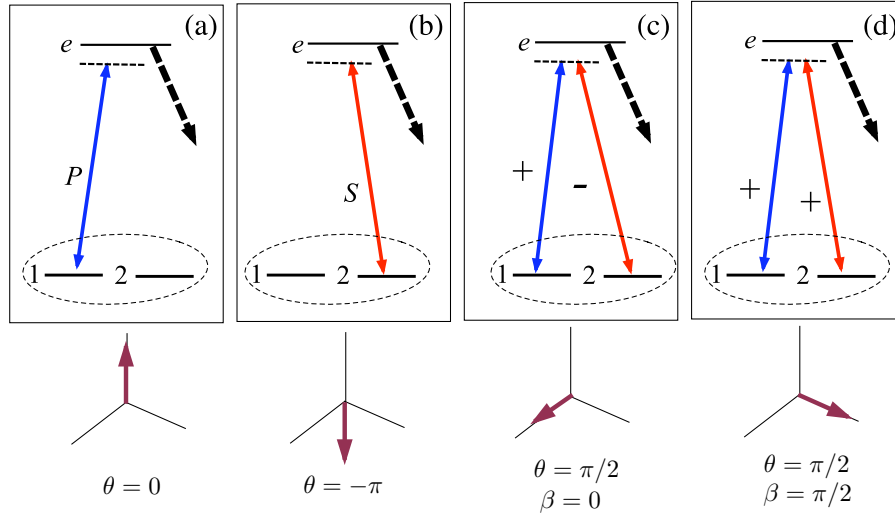 (a)
e
P
1
2
θ = 0
(b)
e
S
1
2
θ = −π
(c)
e
+
-
1
2
θ = π/2
β = 0
(d)
e
+
+
1
2
θ = π/2
β = π/2